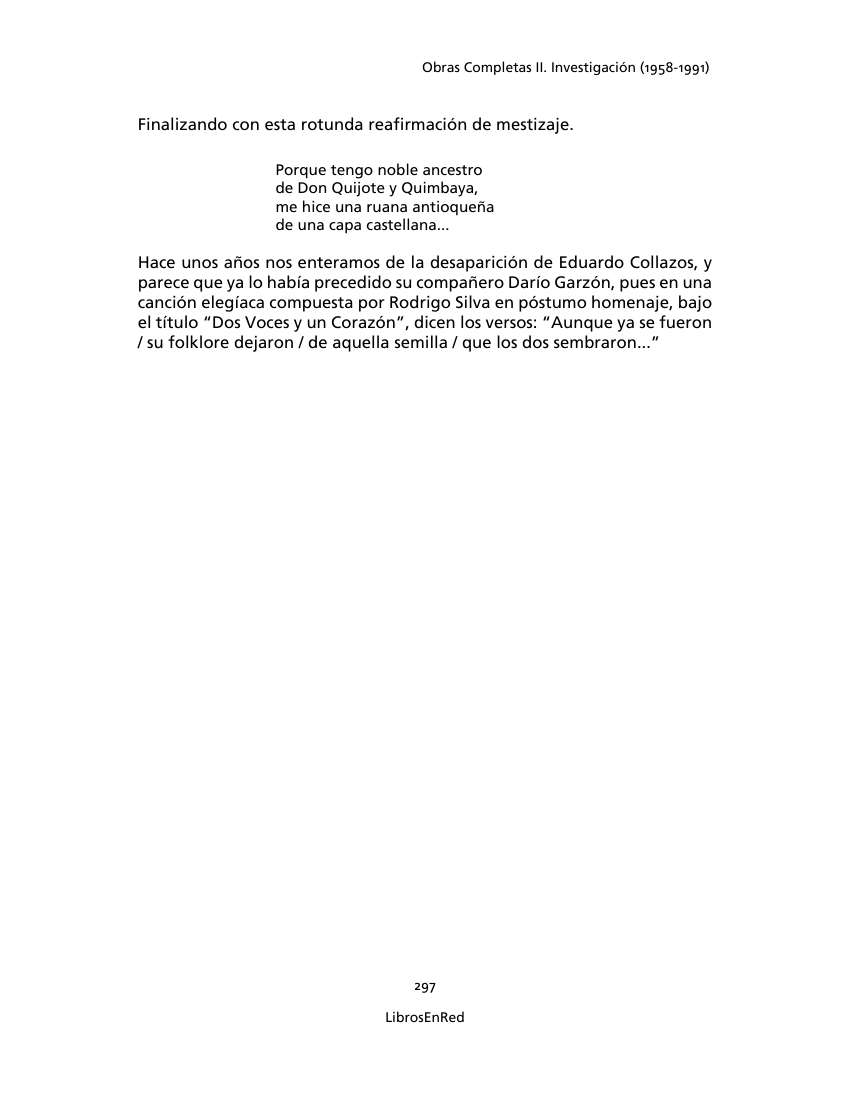 Obras Completas II. Investigación (1958-1991)
Finalizando con esta rotunda reafirmación de mestizaje.
Porque tengo noble ancestro
de Don Quijote y Quimbaya,
me hice una ruana antioqueña
de una capa castellana...
Hace unos años nos enteramos de la desaparición de Eduardo Collazos, y
parece que ya lo había precedido su compañero Darío Garzón, pues en una
canción elegíaca compuesta por Rodrigo Silva en póstumo homenaje, bajo
el título “Dos Voces y un Corazón”, dicen los versos: “Aunque ya se fueron
/ su folklore dejaron / de aquella semilla / que los dos sembraron...”
297
LibrosEnRed